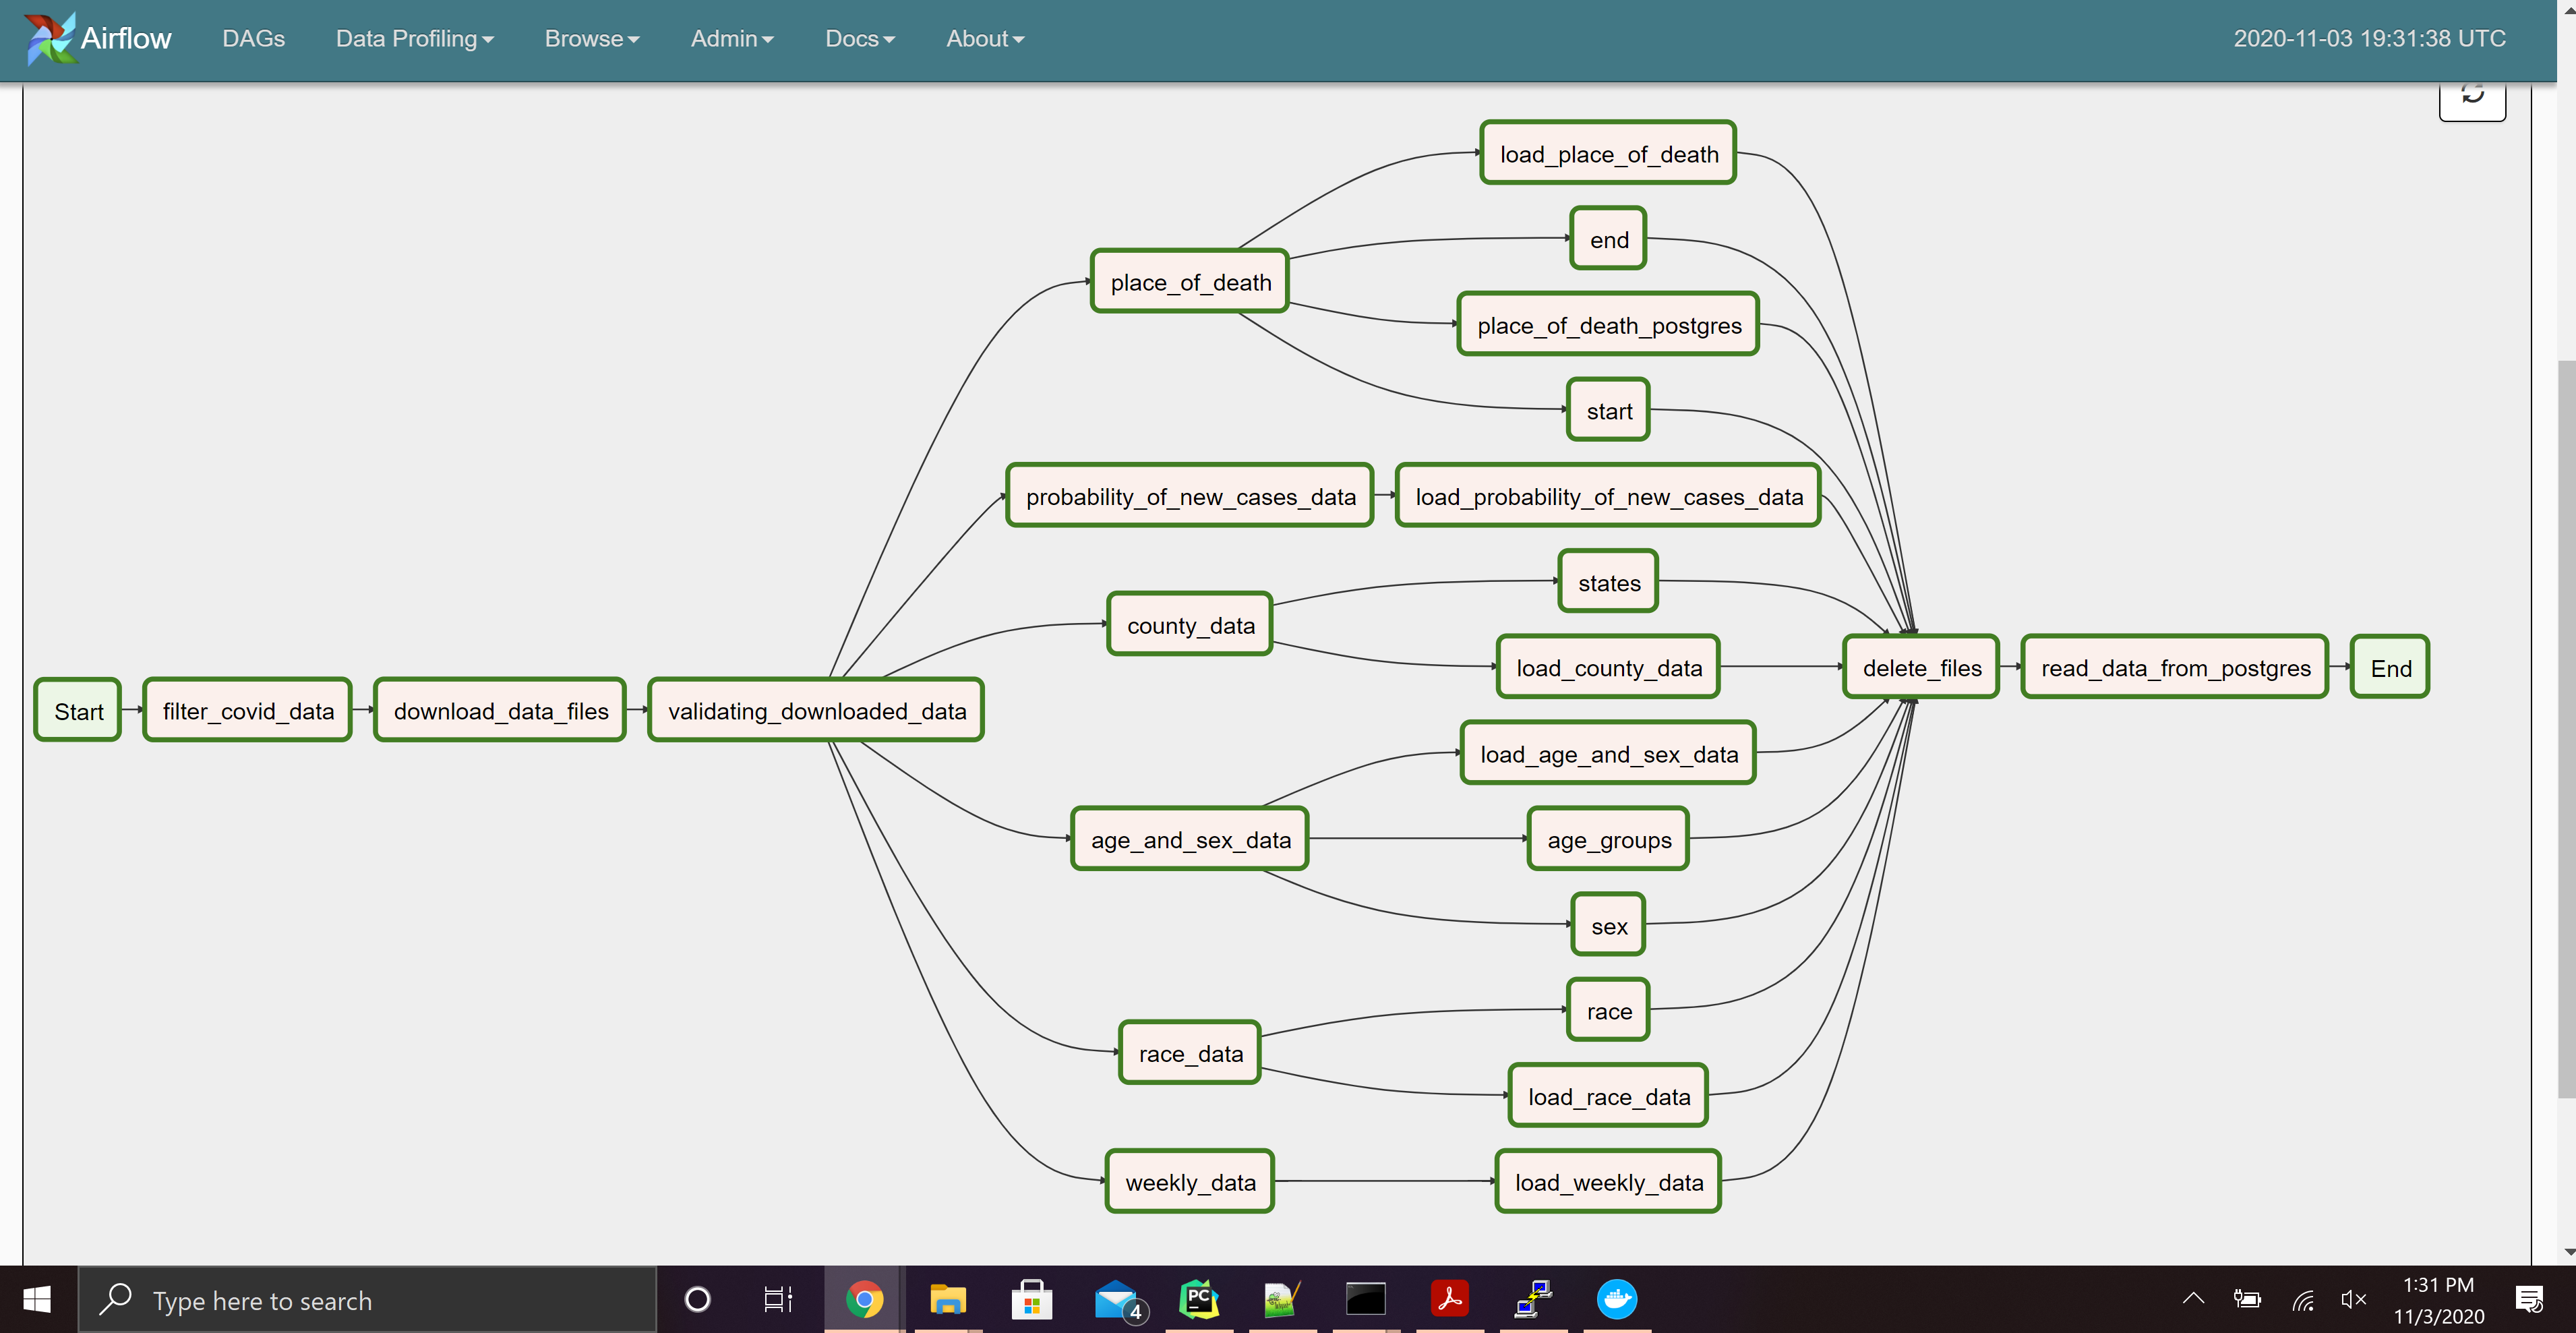 Airflow DAGs Data Profiling Browse Admin Docs About 2020-11-03 19:31:38 UTC
load_place_of_death
end
place_of_death
place_of_death_postgres
start
probability_of_new_cases_data load_probability_of_new_cases_data
states
county_data
load_county_data delete_files read_data_from_postgres End
Start filter_covid_data download_data_files validating_downloaded_data
load_age_and_sex_data
age_and_sex_data age_groups
sex
race
race_data
load_race_data
weekly_data load_weekly_data
Type here to search
4
PC
1:31 PM
11/3/2020